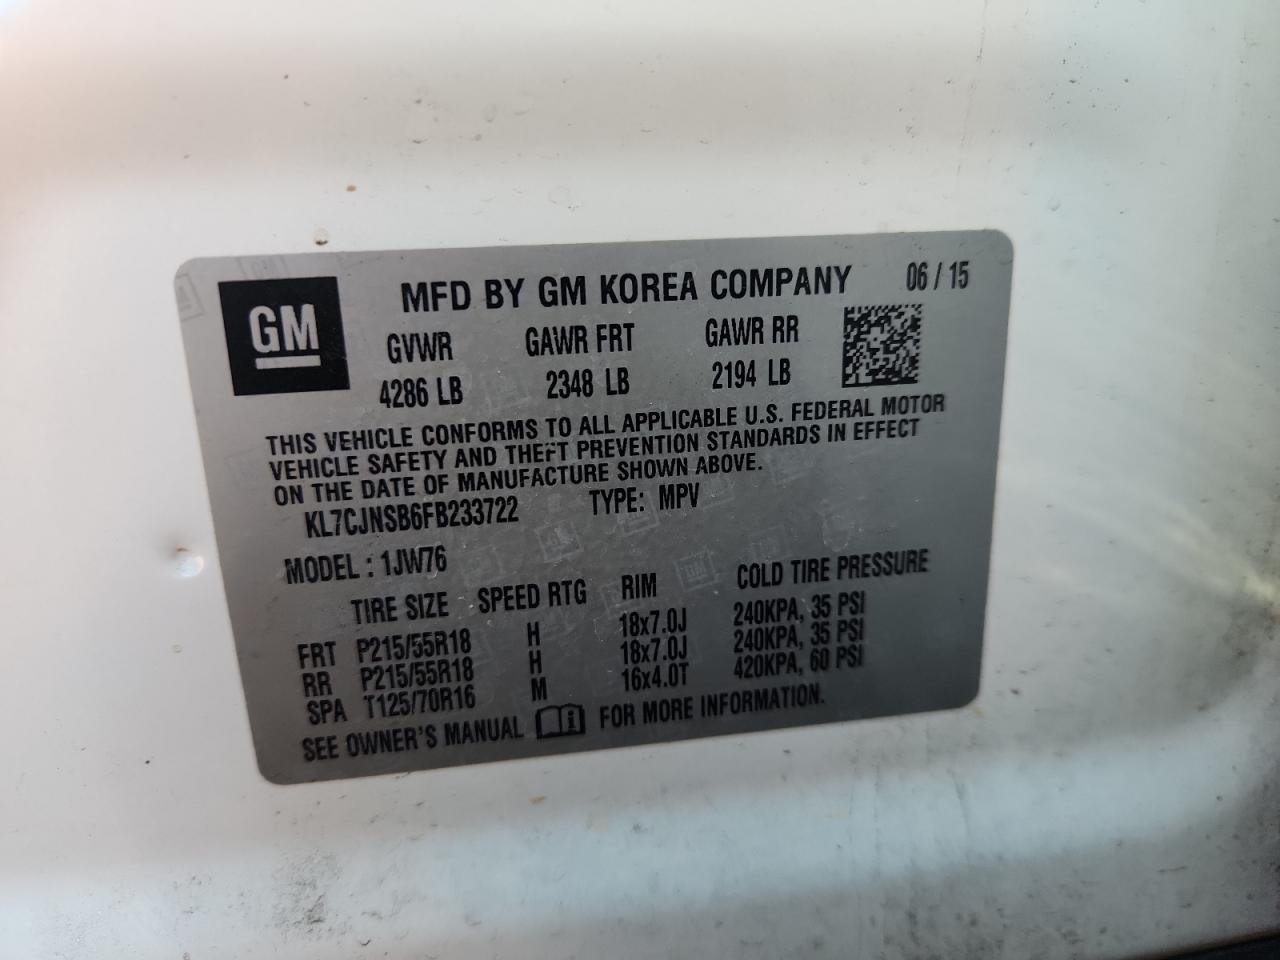 GM
MFD BY GM KOREA COMPANY 06 / 15
GVWR GAWR FRT GAWR RR
4286 LB 2348 LB 2194 LB
THIS VEHICLE CONFORMS TO ALL APPLICABLE U.S. FEDERAL MOTOR
VEHICLE SAFETY AND THEFT PREVENTION STANDARDS IN EFFECT
ON THE DATE OF MANUFACTURE SHOWN ABOVE.
KL7CJNSB6FB233722 TYPE: MPV
MODEL : 1JW76
TIRE SIZE SPEED RTG RIM COLD TIRE PRESSURE
FRT P215/55R18 H 18x7.0J 240KPA, 35 PSI
RR P215/55R18 H 18x7.0J 240KPA, 35 PSI
SPA T125/70R16 M 16x4.0T 420KPA, 60 PSI
SEE OWNER'S MANUAL FOR MORE INFORMATION.